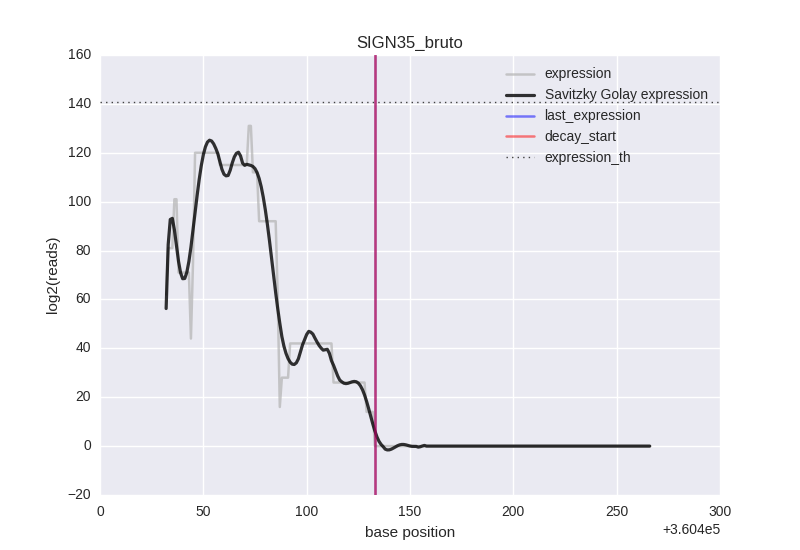 SIGN35_bruto
160
140
120
100
80
60
40
20
0
−20
log2(reads)
expression
Savitzky Golay expression
last_expression
decay_start
expression_th
0 50 100 150 200 250 300
+3.604e5
base position